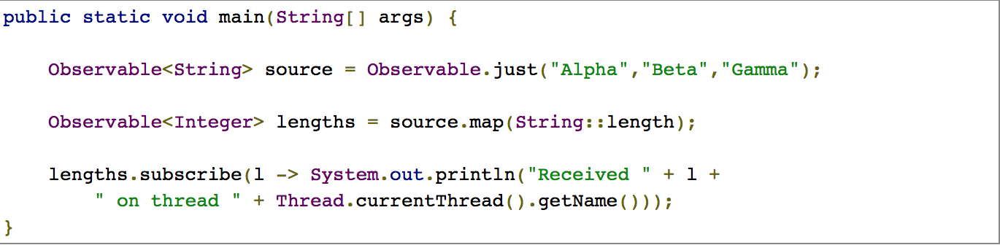 public static void main(String[] args) {
    Observable<String> source = Observable.just("Alpha","Beta","Gamma");
    Observable<Integer> lengths = source.map(String::length);
    lengths.subscribe(l -> System.out.println("Received " + l +
        " on thread " + Thread.currentThread().getName()));
}